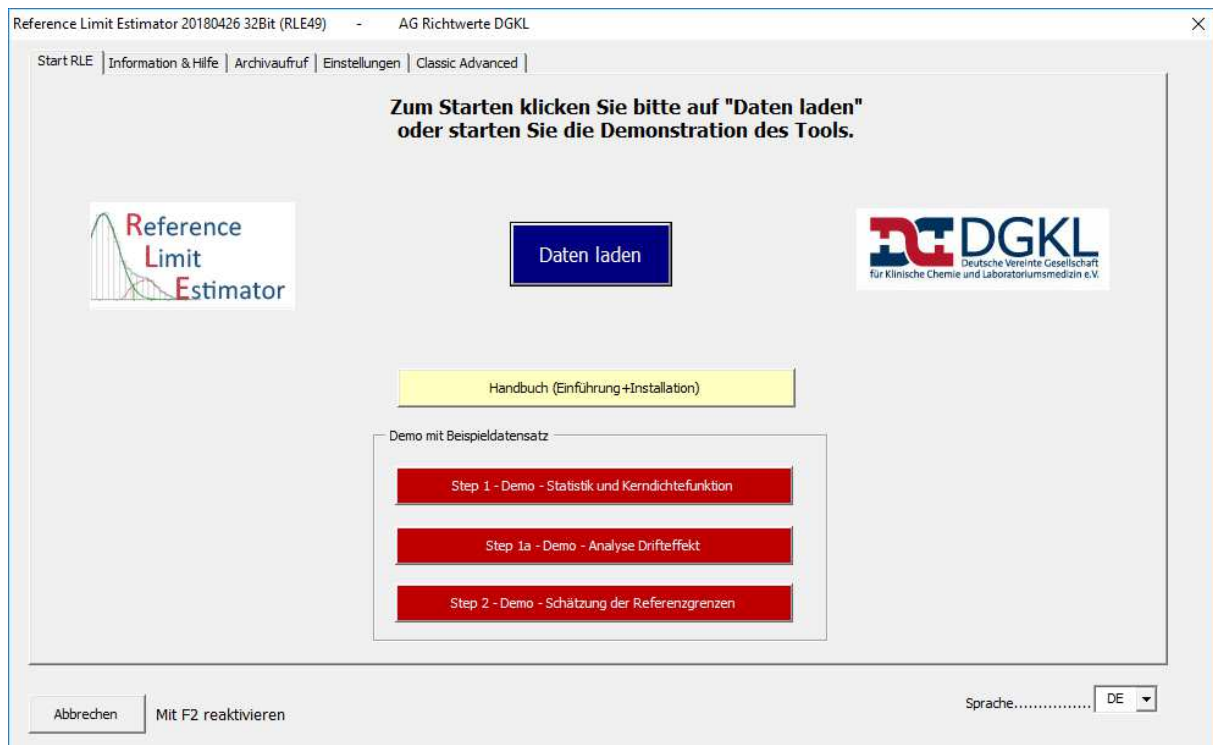 Reference Limit Estimator 20180426 32Bit (RLE49) - AG Richtwerte DGKL
Start RLE | Information & Hilfe | Archivaufruf | Einstellungen | Classic Advanced
Zum Starten klicken Sie bitte auf "Daten laden"
oder starten Sie die Demonstration des Tools.
Reference
Limit
Estimator
Daten laden
DGKL
Deutsche Vereinte Gesellschaft
für Klinische Chemie und Laboratoriumsmedizin e.V.
Handbuch (Einführung+Installation)
Demo mit Beispieldatensatz
Step 1 - Demo - Statistik und Kerndichtefunktion
Step 1a - Demo - Analyse Drifteffekt
Step 2 - Demo - Schätzung der Referenzgrenzen
Abbrechen Mit F2 reaktivieren
Sprache................ DE